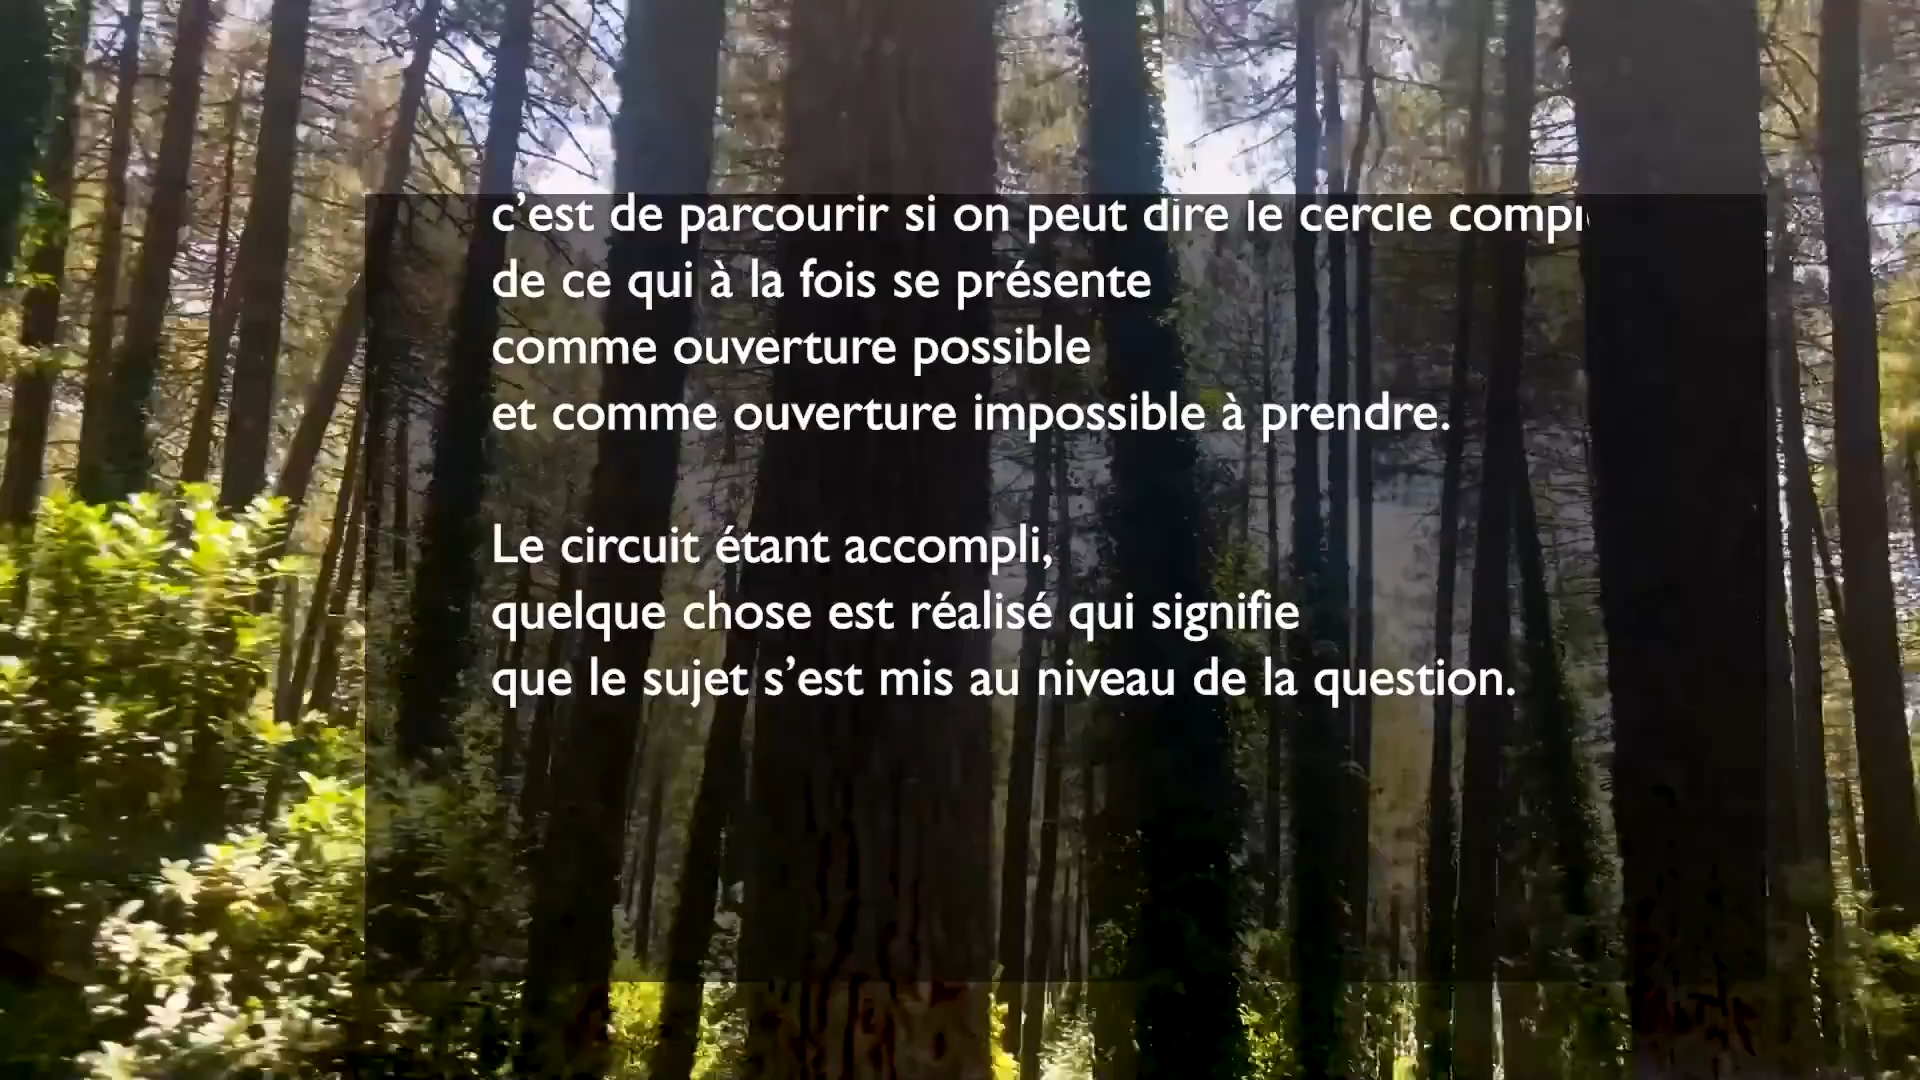 c’est de parcourir si on peut dire le cercle
de ce qui à la fois se présente
comme ouverture possible
et comme ouverture impossible à prendre.
Le circuit étant accompli,
quelque chose est réalisé qui signifie
que le sujet s’est mis au niveau de la question.